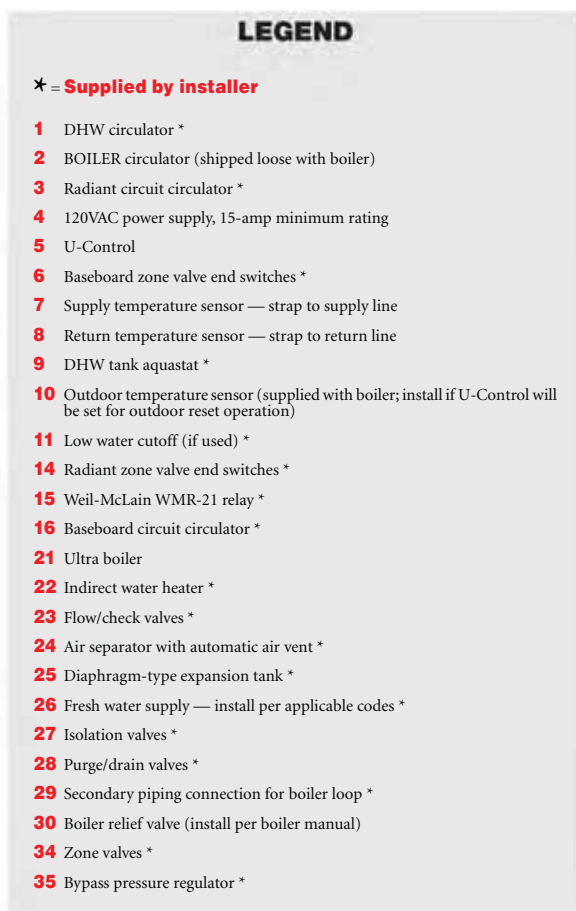 LEGEND
* = Supplied by installer
1 DHW circulator *
2 BOILER circulator (shipped loose with boiler)
3 Radiant circuit circulator *
4 120VAC power supply, 15-amp minimum rating
5 U-Control
6 Baseboard zone valve end switches *
7 Supply temperature sensor — strap to supply line
8 Return temperature sensor — strap to return line
9 DHW tank aquastat *
10 Outdoor temperature sensor (supplied with boiler; install if U-Control will
be set for outdoor reset operation)
11 Low water cutoff (if used) *
14 Radiant zone valve end switches *
15 Weil-McLain WMR-21 relay *
16 Baseboard circuit circulator *
21 Ultra boiler
22 Indirect water heater *
23 Flow/check valves *
24 Air separator with automatic air vent *
25 Diaphragm-type expansion tank *
26 Fresh water supply — install per applicable codes *
27 Isolation valves *
28 Purge/drain valves *
29 Secondary piping connection for boiler loop *
30 Boiler relief valve (install per boiler manual)
34 Zone valves *
35 Bypass pressure regulator *